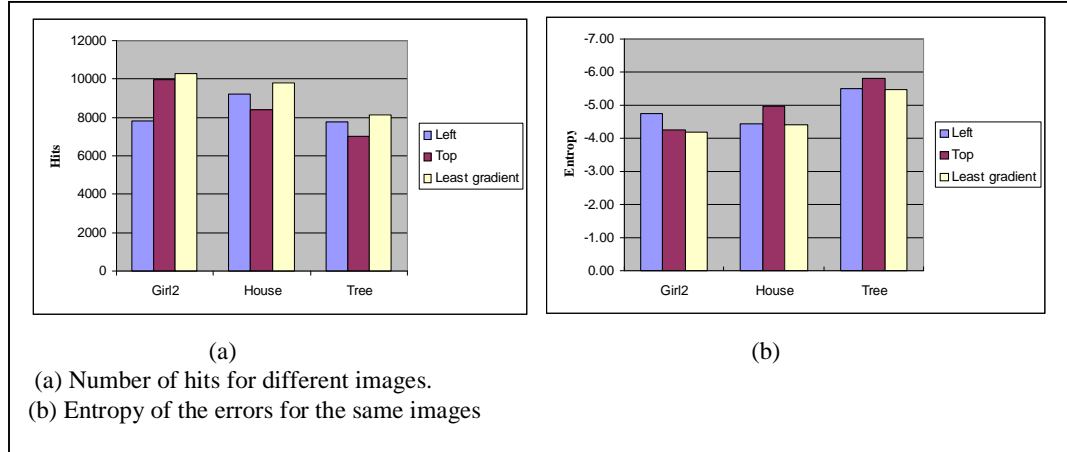 12000
10000
8000
6000
4000
2000
0
Hits
Girl2 House Tree
Left
Top
Least gradient
-7.00
-6.00
-5.00
-4.00
-3.00
-2.00
-1.00
0.00
Entropy
Girl2 House Tree
Left
Top
Least gradient
(a) (b)
(a) Number of hits for different images.
(b) Entropy of the errors for the same images